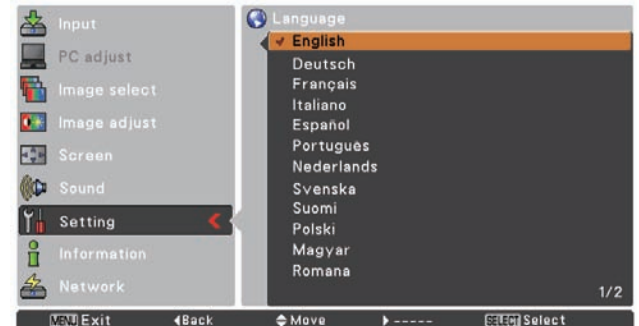 Input
PC adjust
Image select
Image adjust
Screen
Sound
Setting
Information
Network
Language
English
Deutsch
Français
Italiano
Español
Português
Nederlands
Svenska
Suomi
Polski
Magyar
Romana
1/2
MENU Exit
Back
Move
-----
SELECT Select